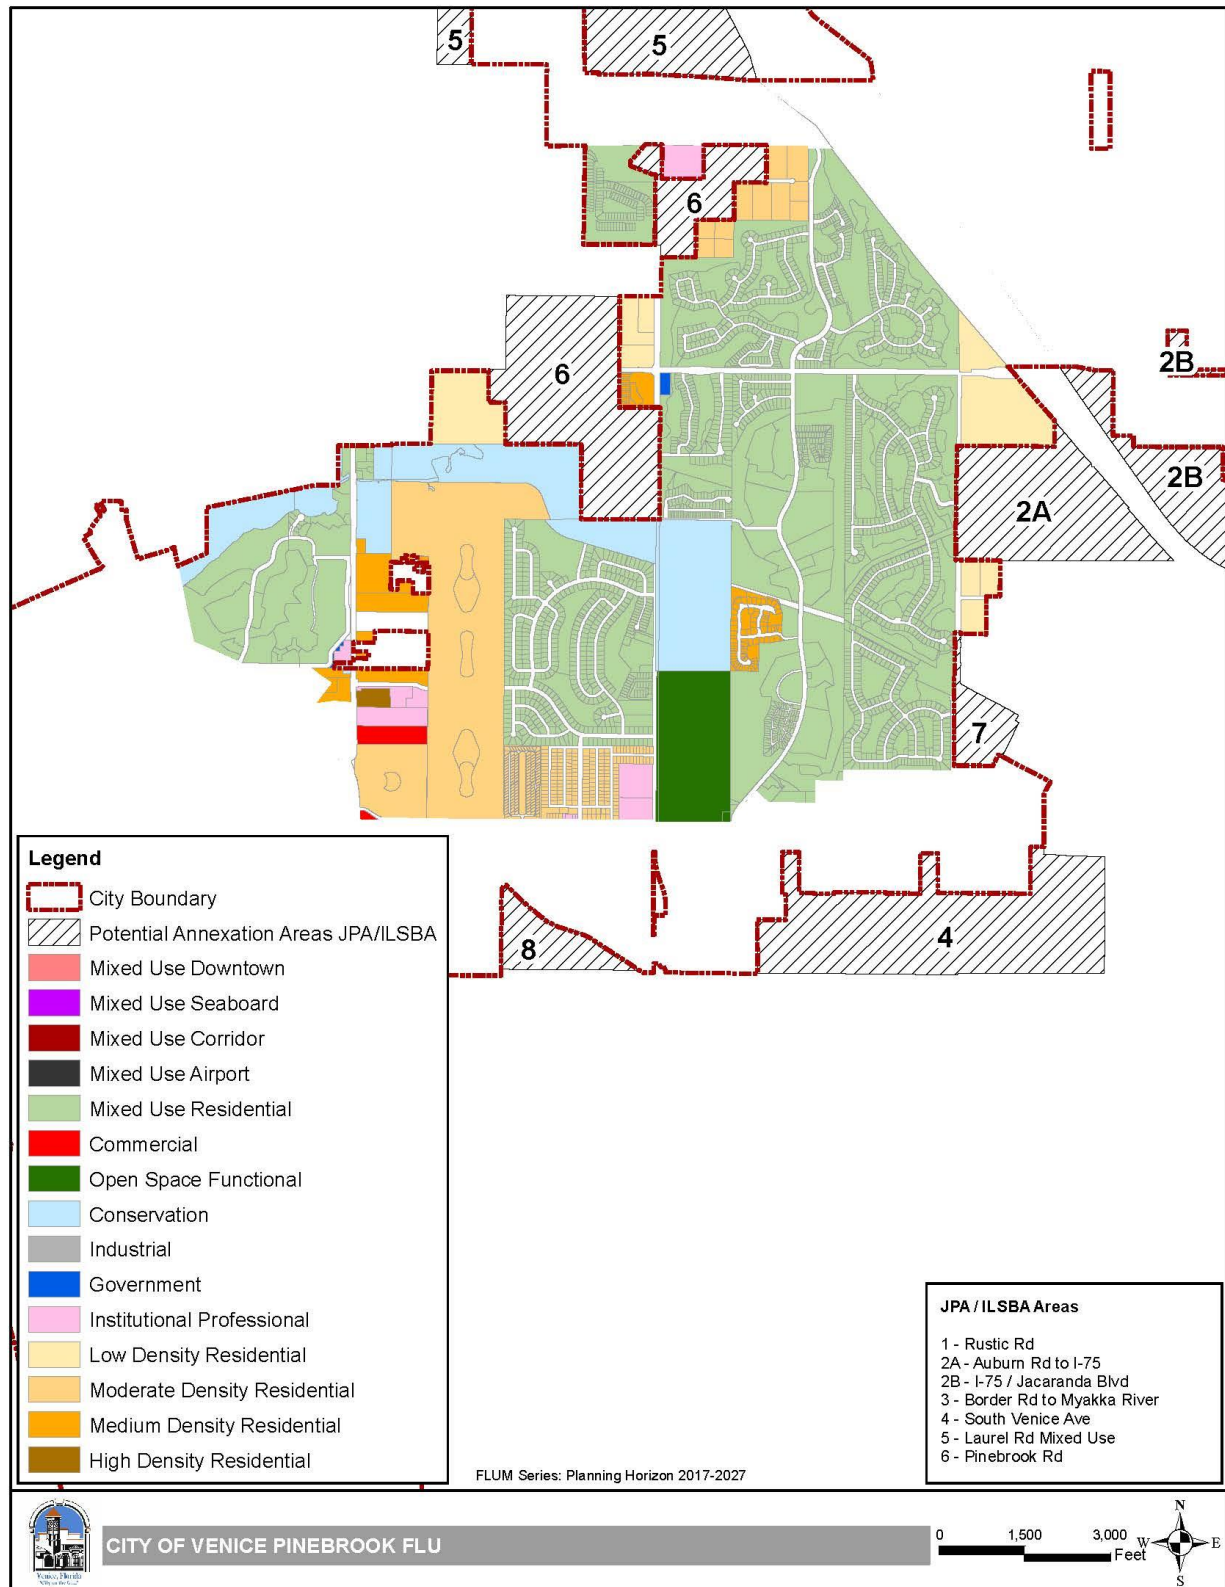 5
5
6
6
2B
2B
2A
7
4
8
Legend
City Boundary
Potential Annexation Areas JPA/ILSBA
Mixed Use Downtown
Mixed Use Seaboard
Mixed Use Corridor
Mixed Use Airport
Mixed Use Residential
Commercial
Open Space Functional
Conservation
Industrial
Government
Institutional Professional
Low Density Residential
Moderate Density Residential
Medium Density Residential
High Density Residential
JPA / ILSBA Areas
1 - Rustic Rd
2A - Auburn Rd to I-75
2B - I-75 / Jacaranda Blvd
3 - Border Rd to Myakka River
4 - South Venice Ave
5 - Laurel Rd Mixed Use
6 - Pinebrook Rd
FLUM Series: Planning Horizon 2017-2027
Venice, Florida
CITY OF VENICE PINEBROOK FLU
0 1,500 3,000
Feet
N
W E
S